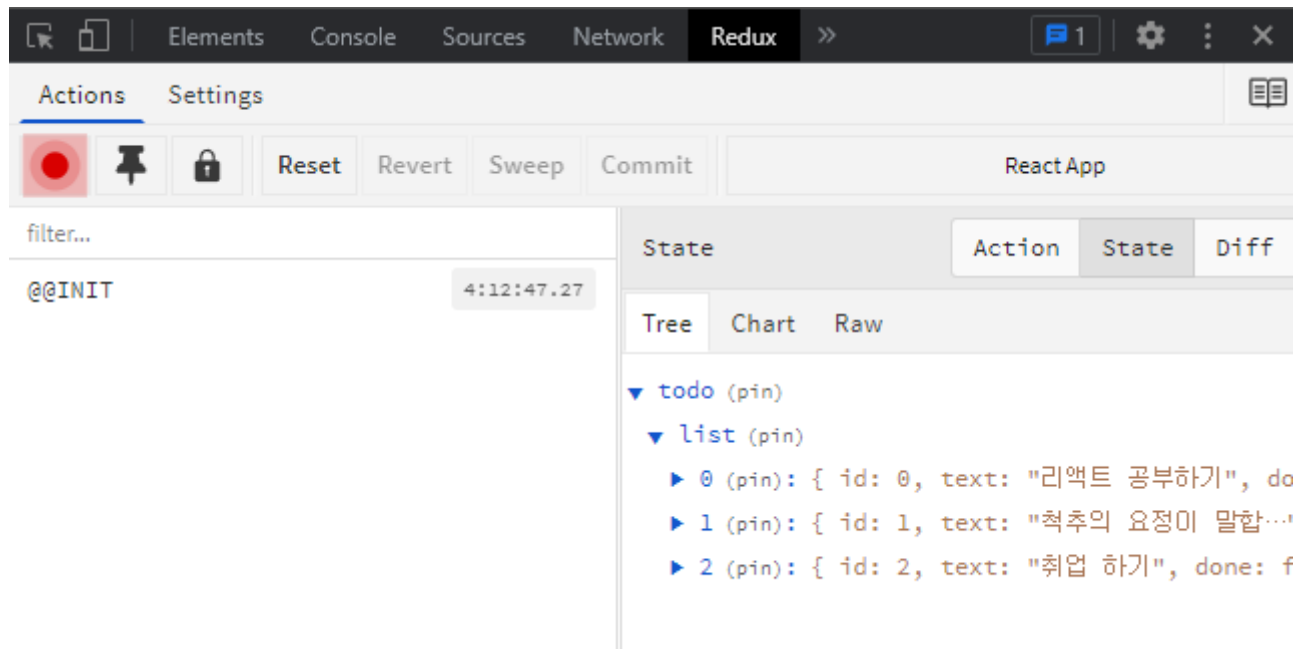 Elements Console Sources Network Redux » 1
Actions Settings
Reset Revert Sweep Commit React App
filter...
State Action State Diff
@@INIT 4:12:47.27
Tree Chart Raw
▼ todo (pin)
▼ list (pin)
▶ 0 (pin): { id: 0, text: "리액트 공부하기", do
▶ 1 (pin): { id: 1, text: "척추의 요정이 말합…"
▶ 2 (pin): { id: 2, text: "취업 하기", done: f